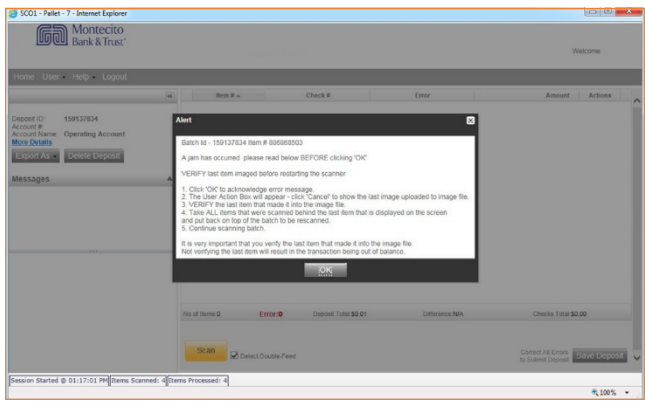 SCO1 - Pallet - 7 - Internet Explorer
Montecito
Bank & Trust
Welcome
Home User Help Logout
Item # Check # Error Amount Actions
Deposit ID: 159137834
Account #:
Account Name: Operating Account
More Details
Export As Delete Deposit
Messages
Alert
Batch Id - 159137834 Item # 886868503
A jam has occurred please read below BEFORE clicking 'OK'
VERIFY last item imaged before restarting the scanner
1. Click 'OK' to acknowledge error message.
2. The User Action Box will appear - click "Cancel" to show the last image uploaded to image file.
3. VERIFY the last item that made it into the image file.
4. Take ALL items that were scanned behind the last item that is displayed on the screen
and put back on top of the batch to be rescanned.
5. Continue scanning batch.
It is very important that you verify the last item that made it into the image file.
Not verifying the last item will result in the transaction being out of balance.
OK
No of Items:0 Error:0 Deposit Total:$0.01 Difference:N/A Checks Total:$0.00
Scan Detect Double-Feed
Correct All Errors
to Submit Deposit
Save Deposit
Session Started @ 01:17:01 PM Items Scanned: 4 Items Processed: 4
100%